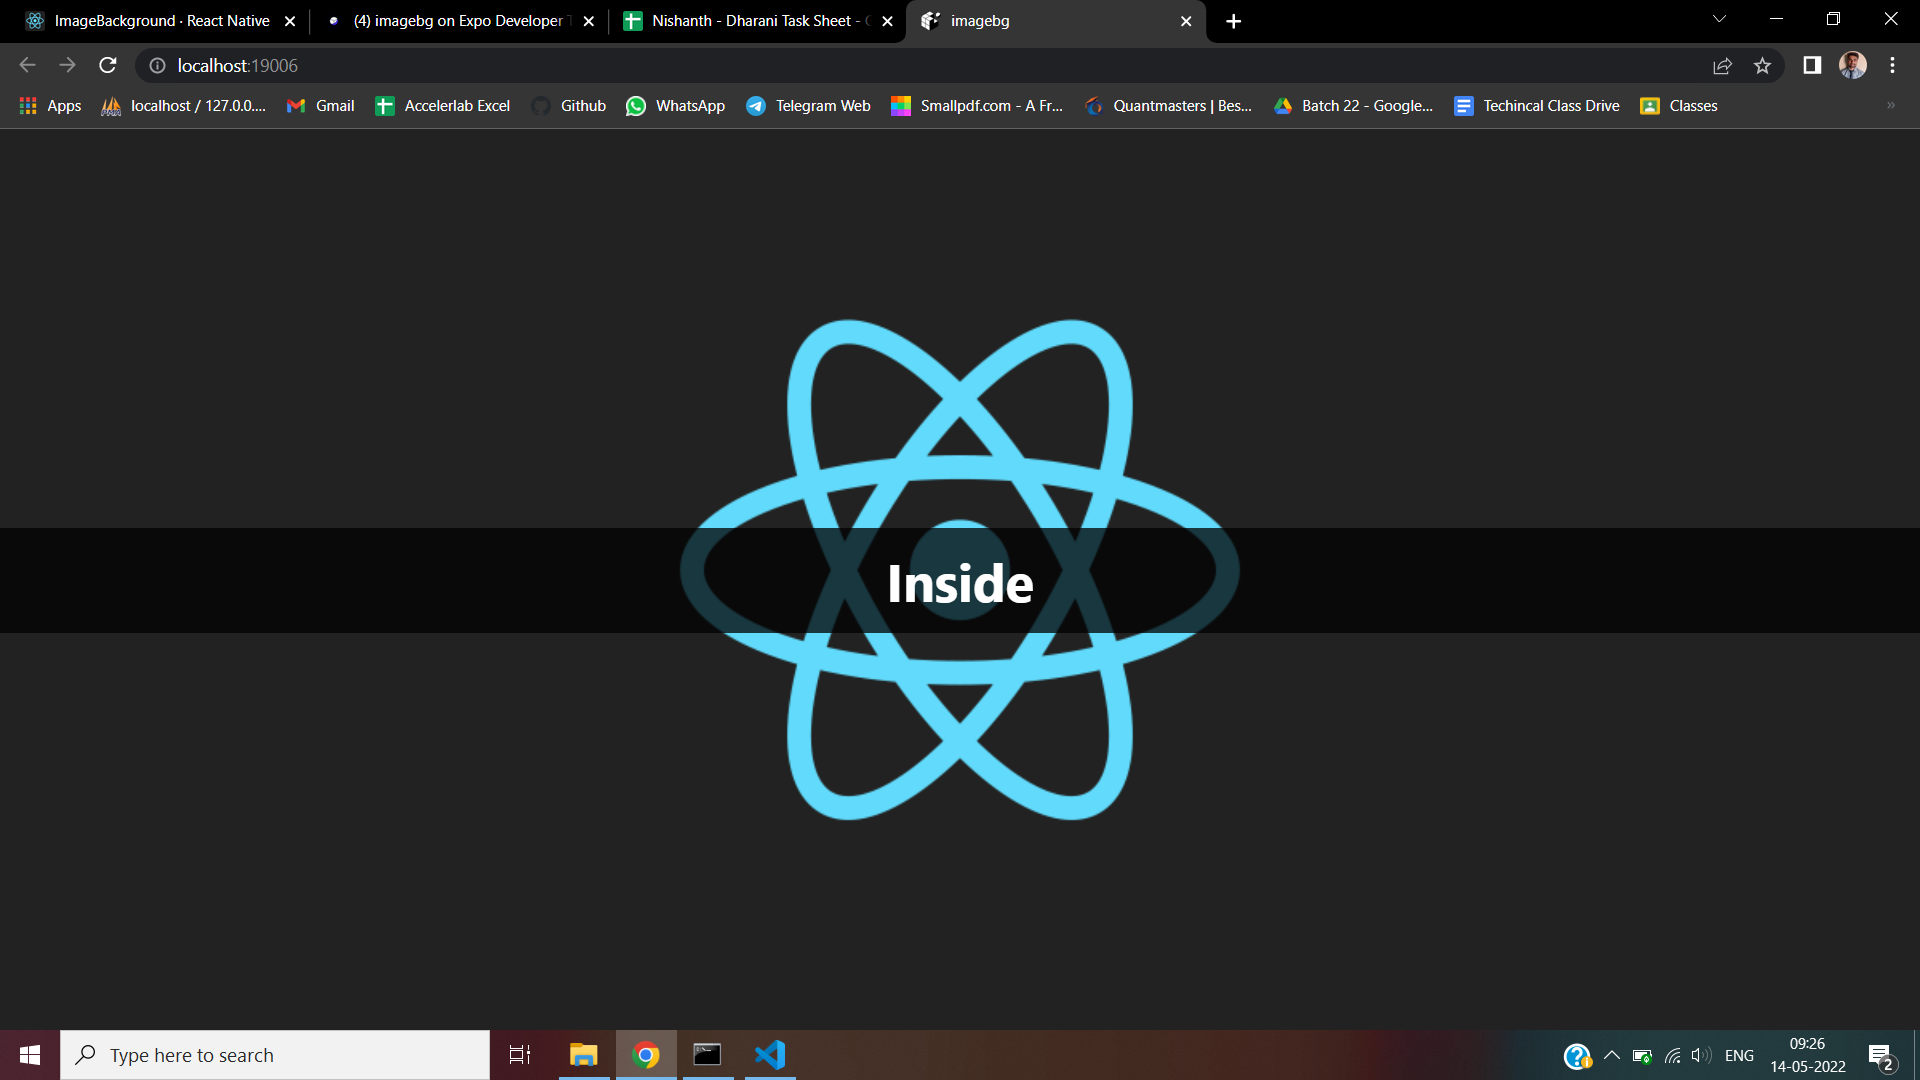 ImageBackground · React Native
(4) imagebg on Expo Developer
Nishanth - Dharani Task Sheet -
imagebg
localhost:19006
Apps
localhost / 127.0.0....
Gmail
Accelerlab Excel
Github
WhatsApp
Telegram Web
Smallpdf.com - A Fr...
Quantmasters | Bes...
Batch 22 - Google...
Techincal Class Drive
Classes
Inside
Type here to search
ENG
09:26
14-05-2022
2